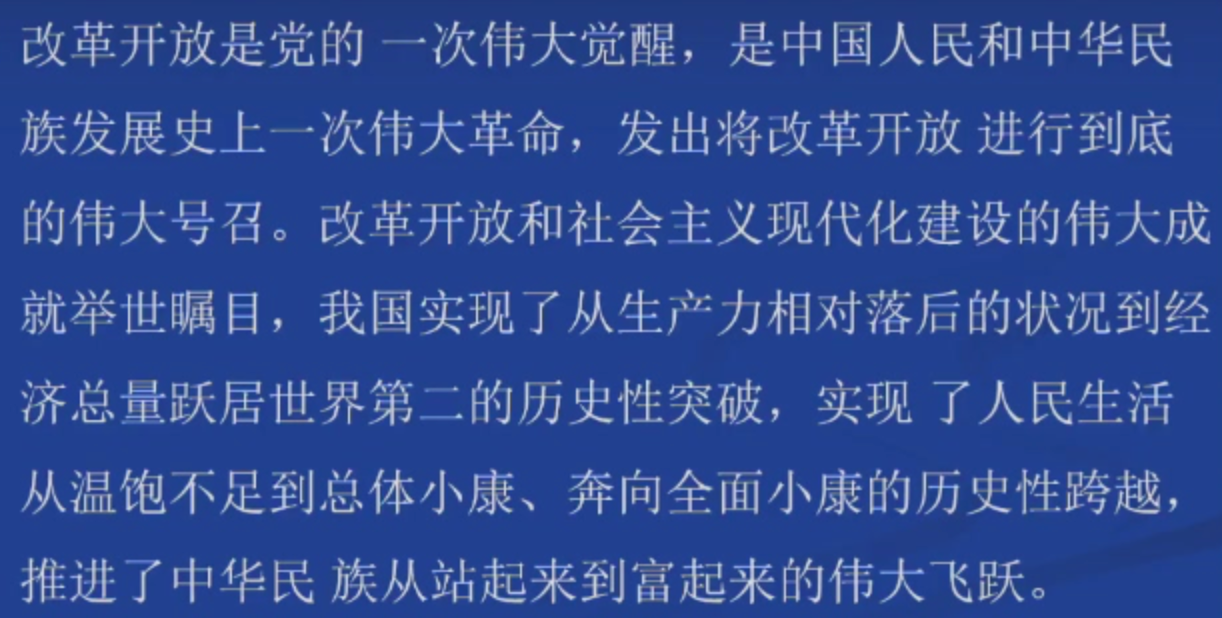 改革开放是党的 一次伟大觉醒，是中国人民和中华民
族发展史上一次伟大革命，发出将改革开放 进行到底
的伟大号召。改革开放和社会主义现代化建设的伟大成
就举世瞩目，我国实现了从生产力相对落后的状况到经
济总量跃居世界第二的历史性突破，实现 了人民生活
从温饱不足到总体小康、奔向全面小康的历史性跨越，
推进了中华民 族从站起来到富起来的伟大飞跃。